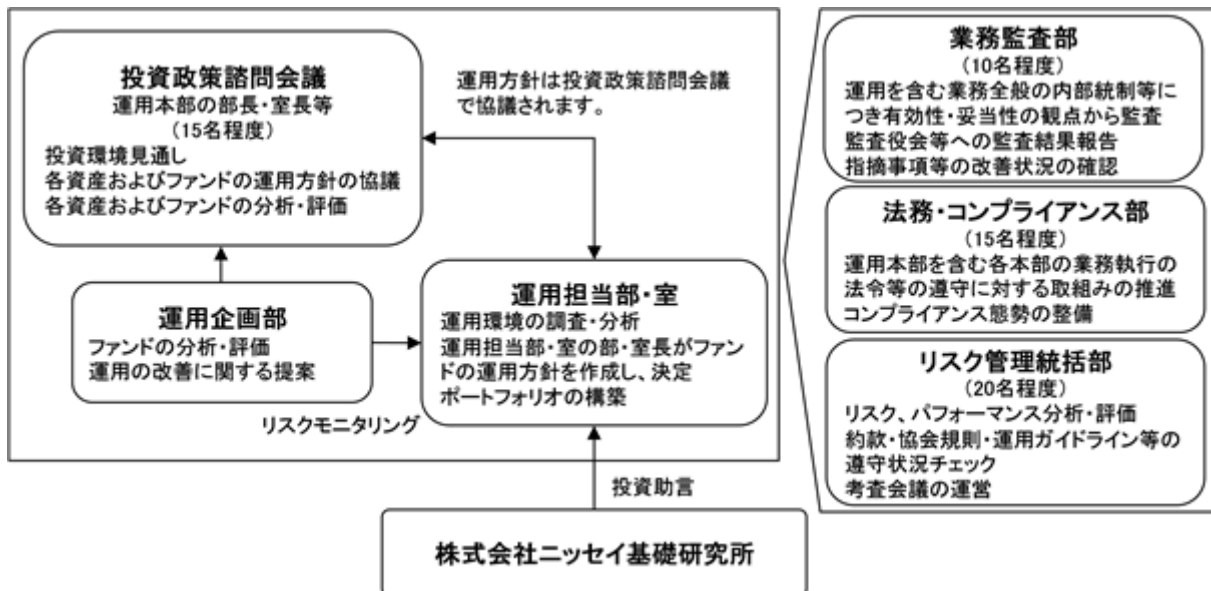 投資政策諮問会議
運用本部の部長・室長等
(15名程度)
投資環境見通し
各資産およびファンドの運用方針の協議
各資産およびファンドの分析・評価
運用方針は投資政策諮問会議
で協議されます。
運用企画部
ファンドの分析・評価
運用の改善に関する提案
運用担当部・室
運用環境の調査・分析
運用担当部・室の部・室長がファン
ドの運用方針を作成し、決定
ポートフォリオの構築
リスクモニタリング
投資助言
株式会社ニッセイ基礎研究所
業務監査部
(10名程度)
運用を含む業務全般の内部統制等に
つき有効性・妥当性の観点から監査
監査役会等への監査結果報告
指摘事項等の改善状況の確認
法務・コンプライアンス部
(15名程度)
運用本部を含む各本部の業務執行の
法令等の遵守に対する取組みの推進
コンプライアンス態勢の整備
リスク管理統括部
(20名程度)
リスク、パフォーマンス分析・評価
約款・協会規則・運用ガイドライン等の
遵守状況チェック
考査会議の運営